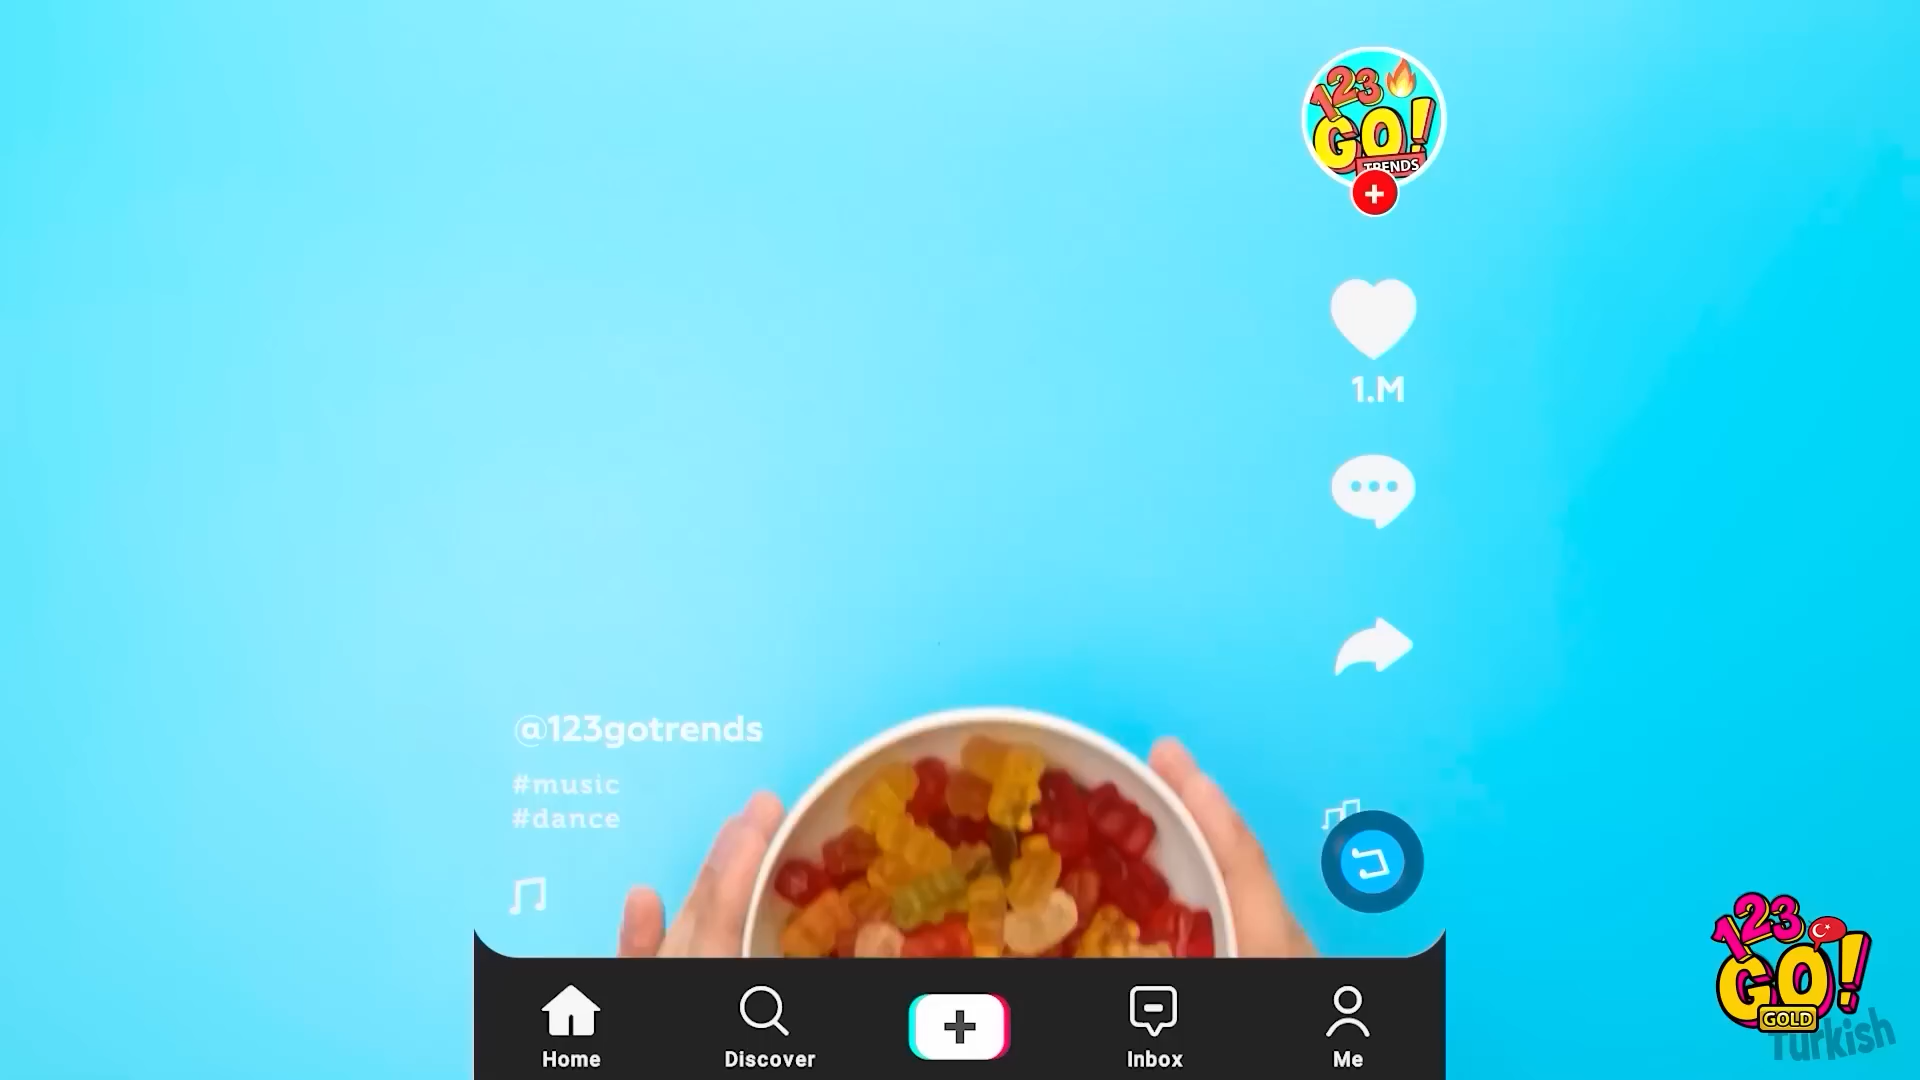 123
GO!
TRENDS
1.M
@123gotrends
#music
#dance
Home
Discover
Inbox
Me
123
GO!
GOLD
Turkish